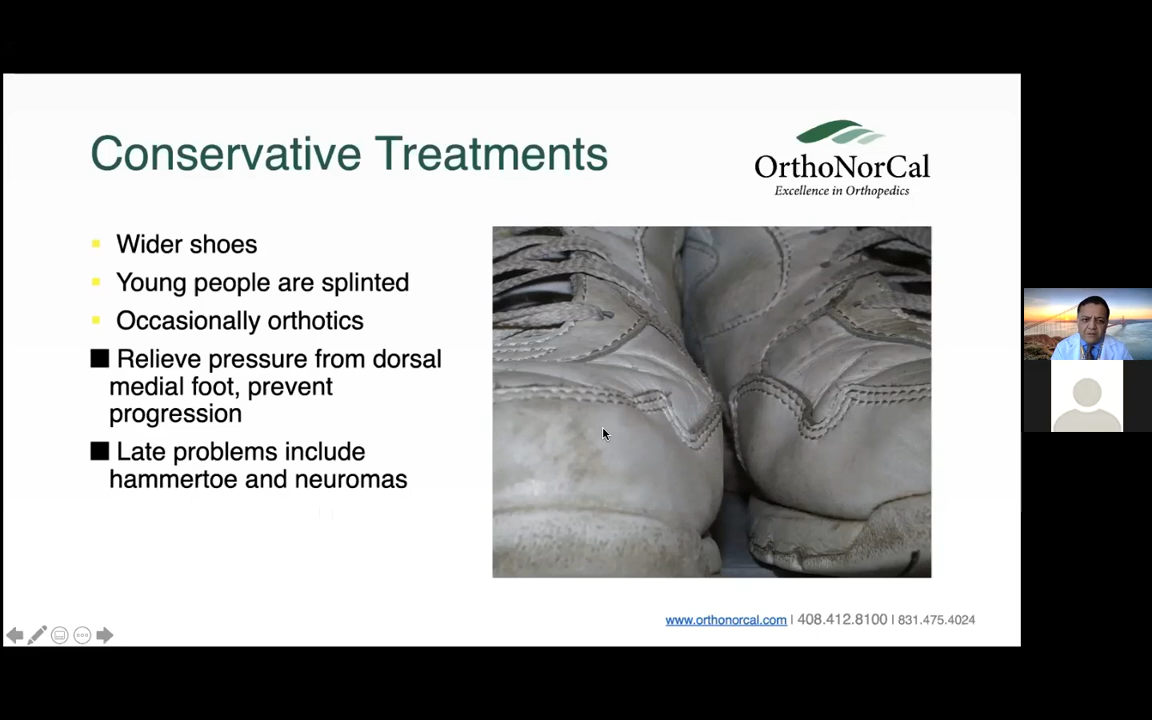 Conservative Treatments
OrthoNorCal
Excellence in Orthopedics
Wider shoes
Young people are splinted
Occasionally orthotics
Relieve pressure from dorsal
medial foot, prevent
progression
Late problems include
hammertoe and neuromas
www.orthonorcal.com | 408.412.8100 | 831.475.4024